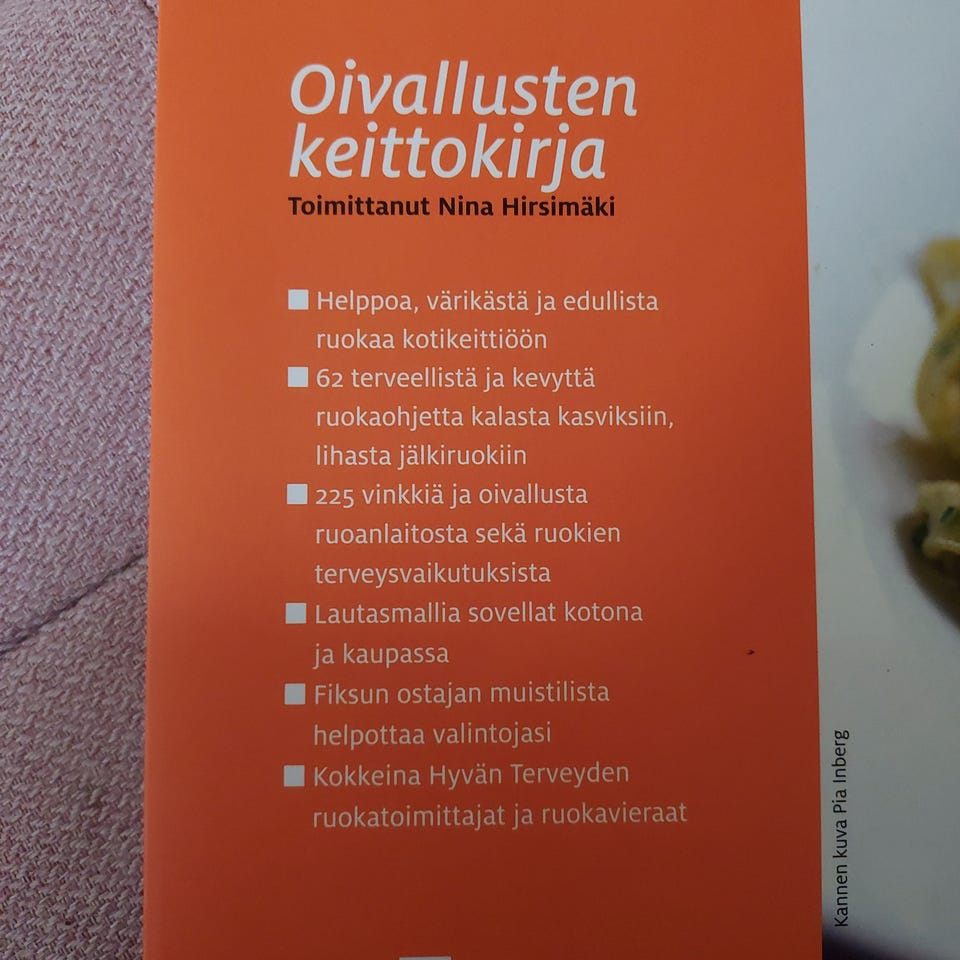 Oivallusten
keittokirja
Toimittanut Nina Hirsimäki
Helppoa, värikästä ja edullista
ruokaa kotikeittiöön
62 terveellistä ja kevyttä
ruokaohjetta kalasta kasviksiin,
lihasta jälkiruokiin
225 vinkkiä ja oivallusta
ruoanlaitosta sekä ruokien
terveysvaikutuksista
Lautasmallia sovellat kotona
ja kaupassa
Fiksun ostajan muistilista
helpottaa valintojasi
Kokkeina Hyvän Terveyden
ruokatoimittajat ja ruokavieraat
Kannen kuva Pia Inberg